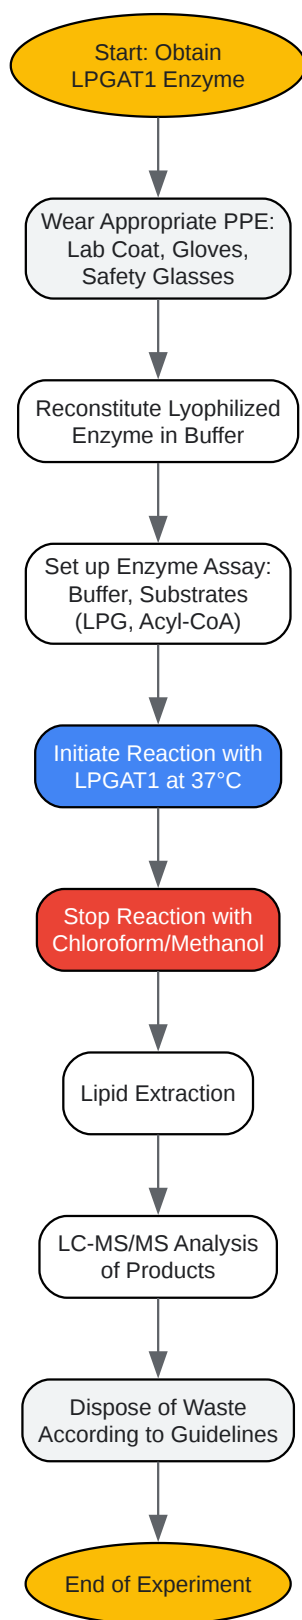 Start: Obtain
LPGAT1 Enzyme
Wear Appropriate PPE:
Lab Coat, Gloves,
Safety Glasses
Reconstitute Lyophilized
Enzyme in Buffer
Set up Enzyme Assay:
Buffer, Substrates
(LPG, Acyl-CoA)
Initiate Reaction with
LPGAT1 at 37°C
Stop Reaction with
Chloroform/Methanol
Lipid Extraction
LC-MS/MS Analysis
of Products
Dispose of Waste
According to Guidelines
End of Experiment